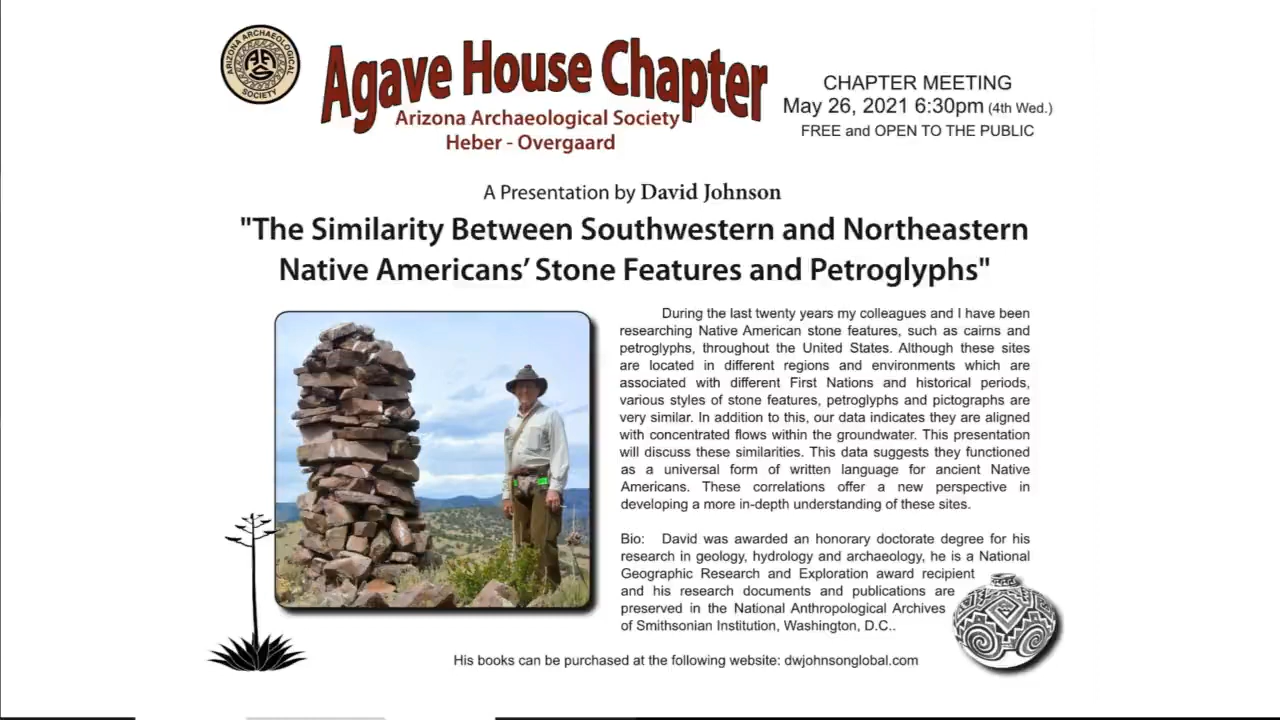 ARIZONA ARCHAEOLOGICAL
SOCIETY
AAS
Agave House Chapter
Arizona Archaeological Society
Heber - Overgaard
CHAPTER MEETING
May 26, 2021 6:30pm (4th Wed.)
FREE and OPEN TO THE PUBLIC
A Presentation by David Johnson
"The Similarity Between Southwestern and Northeastern
Native Americans’ Stone Features and Petroglyphs"
During the last twenty years my colleagues and I have been
researching Native American stone features, such as cairns and
petroglyphs, throughout the United States. Although these sites
are located in different regions and environments which are
associated with different First Nations and historical periods,
various styles of stone features, petroglyphs and pictographs are
very similar. In addition to this, our data indicates they are aligned
with concentrated flows within the groundwater. This presentation
will discuss these similarities. This data suggests they functioned
as a universal form of written language for ancient Native
Americans. These correlations offer a new perspective in
developing a more in-depth understanding of these sites.
Bio: David was awarded an honorary doctorate degree for his
research in geology, hydrology and archaeology, he is a National
Geographic Research and Exploration award recipient
and his research documents and publications are
preserved in the National Anthropological Archives
of Smithsonian Institution, Washington, D.C..
His books can be purchased at the following website: dwjohnsonglobal.com